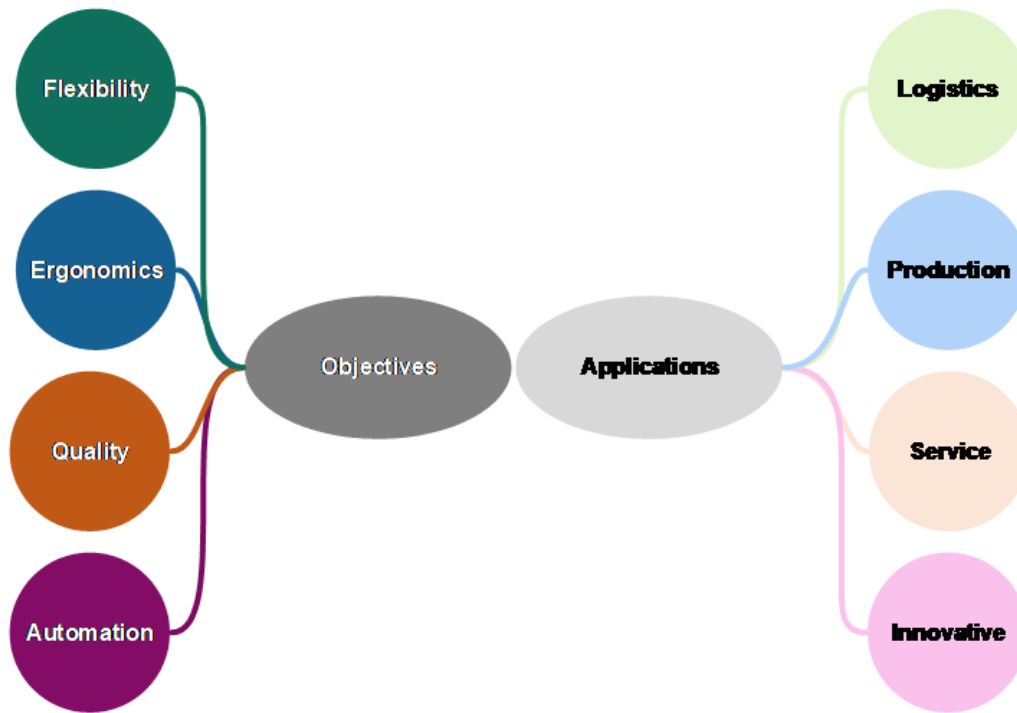 Flexibility
Ergonomics
Quality
Automation
Objectives
Applications
Logistics
Production
Service
Innovative